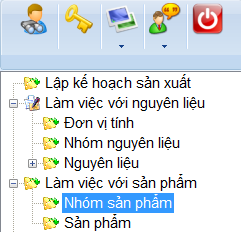 Lập kế hoạch sản xuất
Làm việc với nguyên liệu
Đơn vị tính
Nhóm nguyên liệu
Nguyên liệu
Làm việc với sản phẩm
Nhóm sản phẩm
Sản phẩm